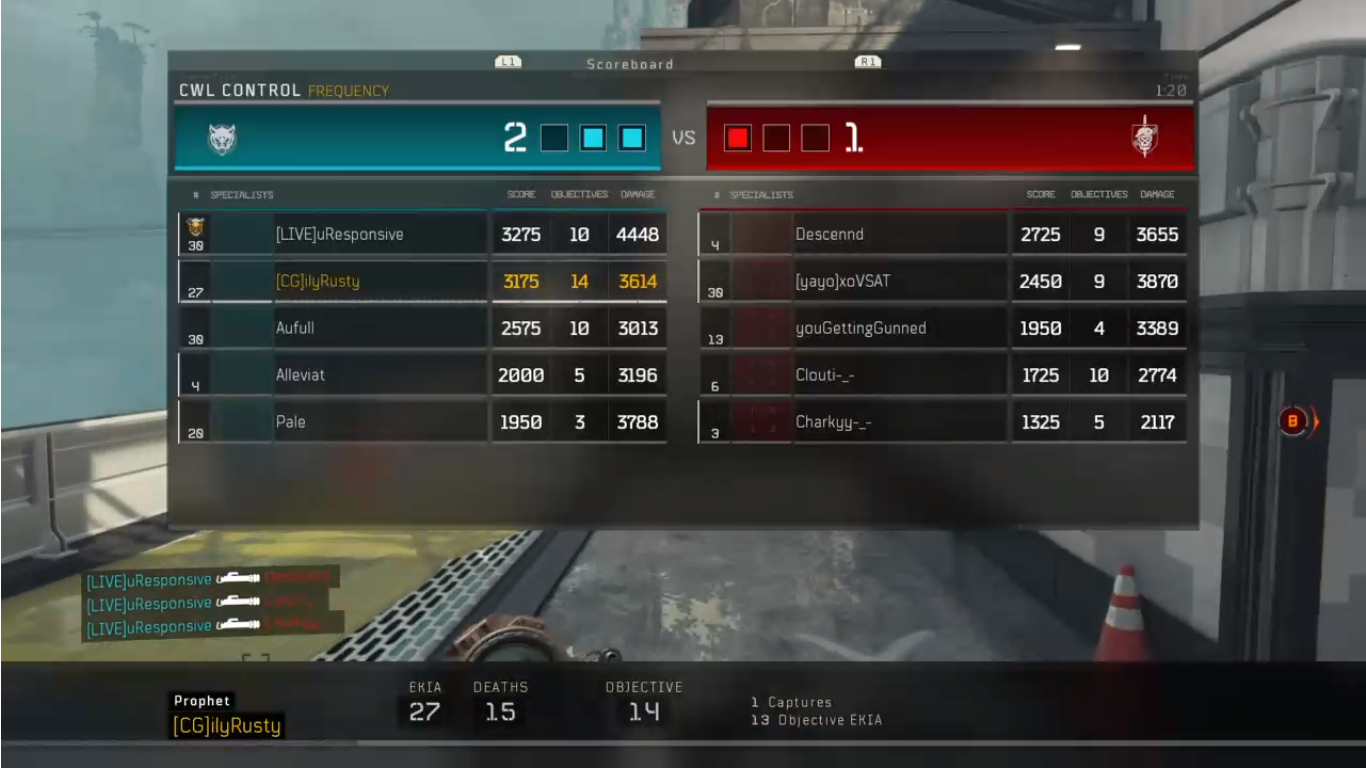 L1 Scoreboard R1
CWL CONTROL FREQUENCY 1:20
2 VS 1
# SPECIALISTS SCORE OBJECTIVES DAMAGE # SPECIALISTS SCORE OBJECTIVES DAMAGE
30 [LIVE]uResponsive 3275 10 4448 4 Descennd 2725 9 3655
27 [CG]ilyRusty 3175 14 3614 30 [yayo]xoVSAT 2450 9 3870
30 Aufull 2575 10 3013 13 youGettingGunned 1950 4 3389
4 Alleviat 2000 5 3196 6 Clouti-_- 1725 10 2774
20 Pale 1950 3 3788 3 Charkyy-_- 1325 5 2117
B
[LIVE]uResponsive
[LIVE]uResponsive
[LIVE]uResponsive
Prophet
[CG]ilyRusty
EKIA DEATHS OBJECTIVE
27 15 14
1 Captures
13 Objective EKIA